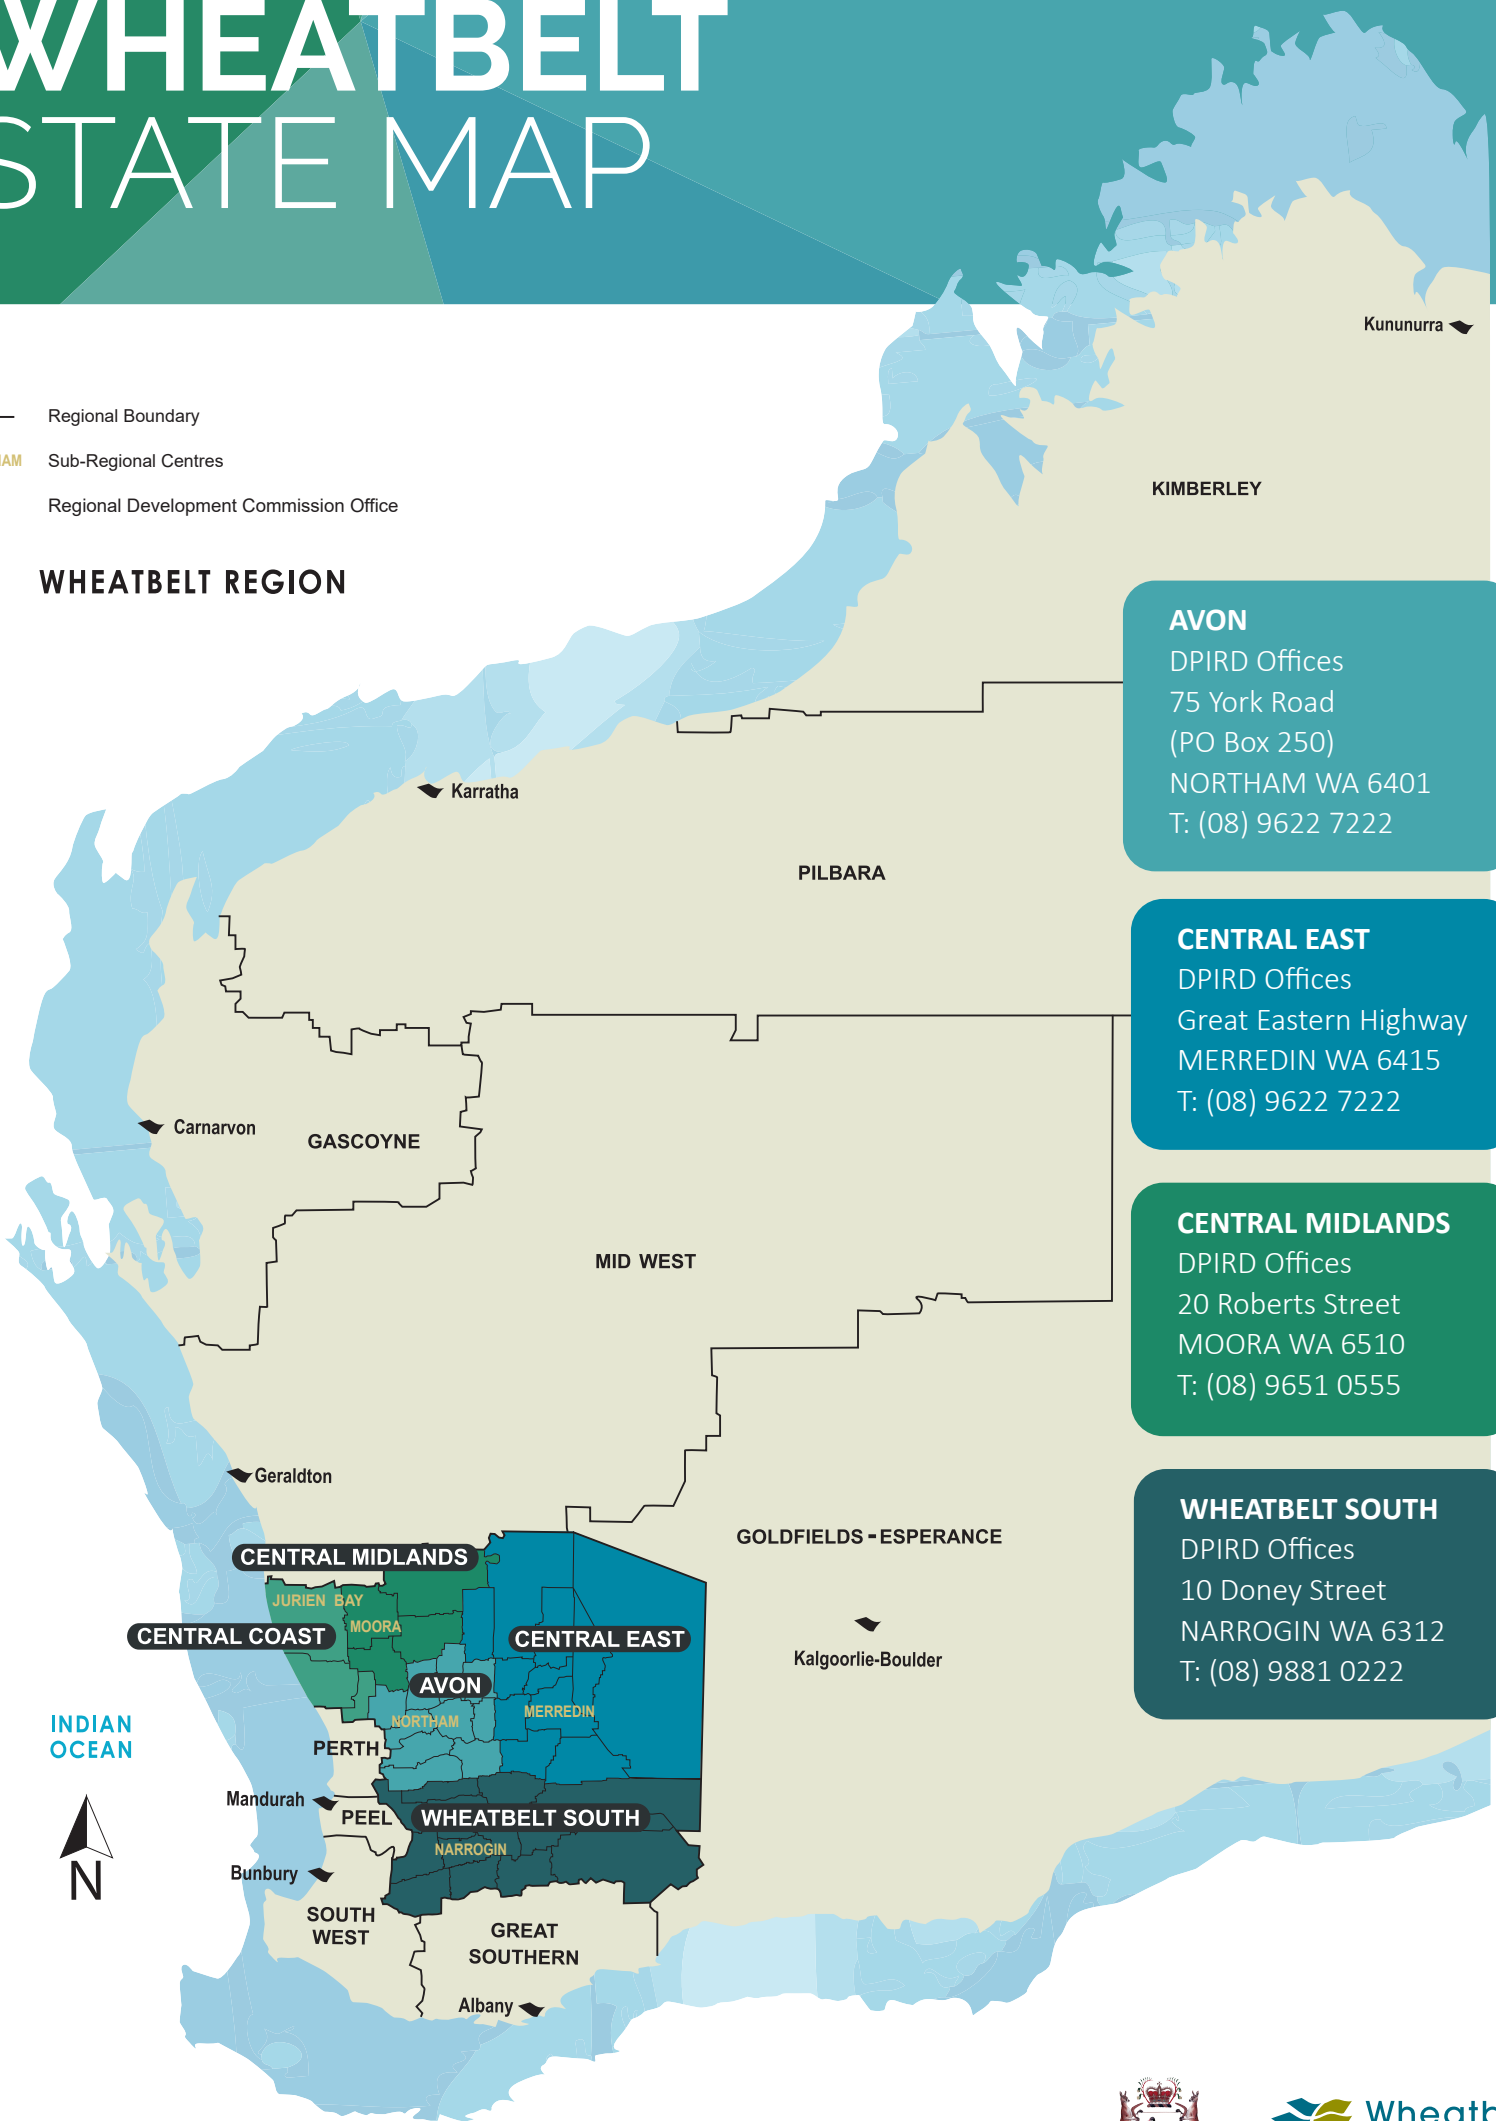 WHEATBELT
STATE MAP
Regional Boundary
Sub-Regional Centres
Regional Development Commission Office
WHEATBELT REGION
Kununurra
KIMBERLEY
AVON
DPIRD Offices
75 York Road
(PO Box 250)
NORTHAM WA 6401
T: (08) 9622 7222
Karratha
PILBARA
CENTRAL EAST
DPIRD Offices
Great Eastern Highway
MERREDIN WA 6415
T: (08) 9622 7222
Carnarvon
GASCOYNE
MID WEST
CENTRAL MIDLANDS
DPIRD Offices
20 Roberts Street
MOORA WA 6510
T: (08) 9651 0555
Geraldton
WHEATBELT SOUTH
DPIRD Offices
10 Doney Street
NARROGIN WA 6312
T: (08) 9881 0222
GOLDFIELDS - ESPERANCE
Kalgoorlie-Boulder
CENTRAL MIDLANDS
JURIEN BAY
MOORA
CENTRAL COAST
CENTRAL EAST
AVON
NORTHAM
MERREDIN
INDIAN
OCEAN
PERTH
Mandurah
PEEL
WHEATBELT SOUTH
NARROGIN
N
Bunbury
SOUTH
WEST
GREAT
SOUTHERN
Albany